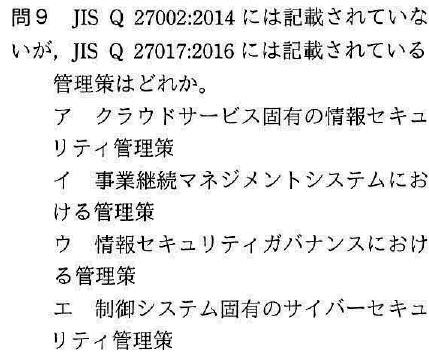 問9 JIS Q 27002:2014 には記載されていな
いが，JIS Q 27017:2016 に記載されている
管理策はどれか。
ア クラウドサービス固有の情報セキュ
リティ管理策
イ 事業継続マネジメントシステムにお
ける管理策
ウ 情報セキュリティガバナンスにおけ
る管理策
エ 制御システム固有のサイバーセキュ
リティ管理策